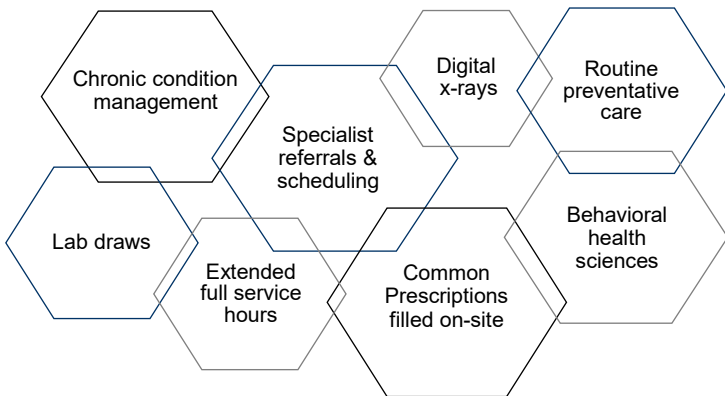 Chronic condition
management
Specialist
referrals &
scheduling
Digital
x-rays
Routine
preventative
care
Lab draws
Extended
full service
hours
Common
Prescriptions
filled on-site
Behavioral
health
sciences